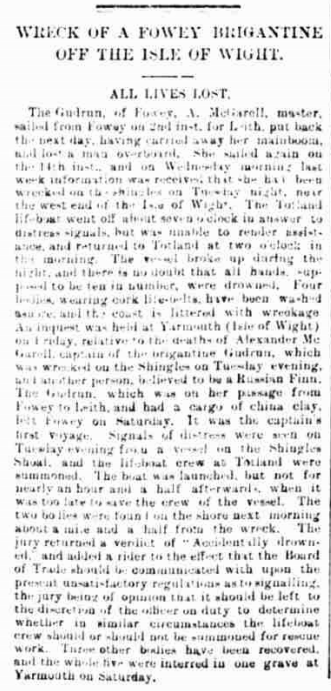 WRECK OF A FOWEY BRIGANTINE
OFF THE ISLE OF WIGHT.
ALL LIVES LOST.
The Gudrun, of Fowey, A. McGarell, master,
sailed from Fowey on 2nd inst. for Leith, put back
the next day, having carried away her mainboom,
and lost a man overboard. She sailed again on
the 14th inst., and on Wednesday morning last
week information was received that she had been
wrecked on the shingles on Tuesday night, near
the west end of the Isle of Wight. The Totland
lifeboat went off about seven o'clock in answer to
distress signals, but was unable to render assist-
ance, and returned to Totland at two o'clock in
the morning. The vessel broke up during the
night, and there is no doubt that all hands, sup-
posed to be ten in number, were drowned. Four
bodies, wearing cork life-belts, have been washed
ashore, and the coast is littered with wreckage
An inquest was held at Yarmouth (Isle of Wight)
on Friday, relative to the deaths of Alexander Mc
Garell, captain of the brigantine Gudrun, which
was wrecked on the Shingles on Tuesday evening,
and another person, believed to be a Russian Finn.
The Gudrun, which was on her passage from
Fowey to Leith, and had a cargo of china clay,
left Fowey on Saturday. It was the captain's
first voyage. Signals of distress were seen on
Tuesday evening from a vessel on the Shingles
Shoal, and the lifeboat crew at Totland were
summoned. The boat was launched, but not for
nearly an hour and a half afterwards, when it
was too late to save the crew of the vessel. The
two bodies were found on the shore next morning
about a mile and a half from the wreck. The
jury returned a verdict of "Accidentally drown-
ed," and added a rider to the effect that the Board
of Trade should be communicated with upon the
present unsatisfactory regulations as to signalling,
the jury being of opinion that it should be left to
the discretion of the officer on duty to determine
whether in similar circumstances the lifeboat
crew should or should not be summoned for rescue
work. Three other bodies have been recovered,
and the whole five were interred in one grave at
Yarmouth on Saturday.